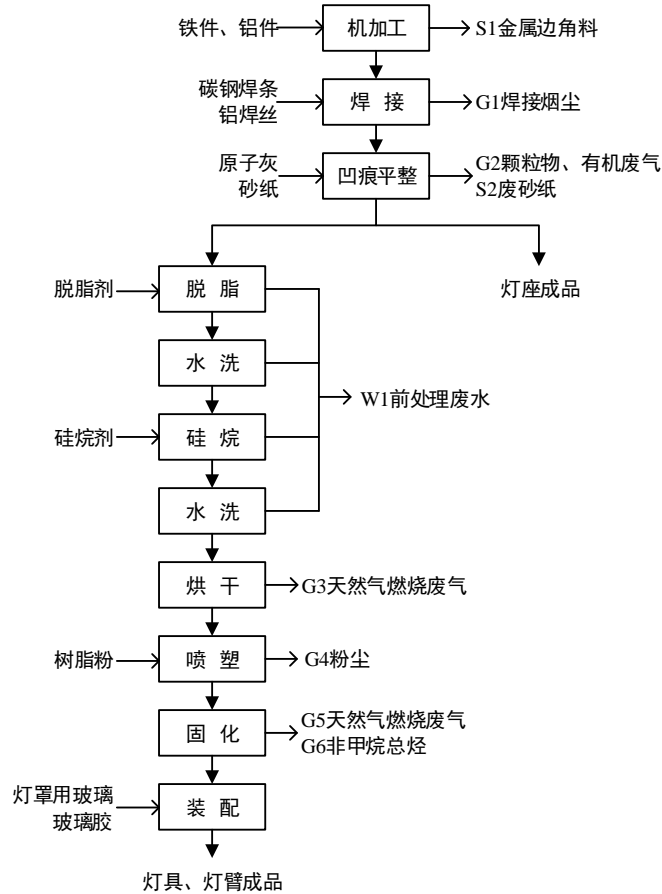 铁件、铝件
机加工
S1金属边角料
碳钢焊条
铝焊丝
焊 接
G1焊接烟尘
原子灰
砂纸
凹痕平整
G2颗粒物、有机废气
S2废砂纸
脱脂剂
脱 脂
灯座成品
水 洗
W1前处理废水
硅烷剂
硅 烷
水 洗
烘 干
G3天然气燃烧废气
树脂粉
喷 塑
G4粉尘
固 化
G5天然气燃烧废气
G6非甲烷总烃
灯罩用玻璃
玻璃胶
装 配
灯具、灯臂成品